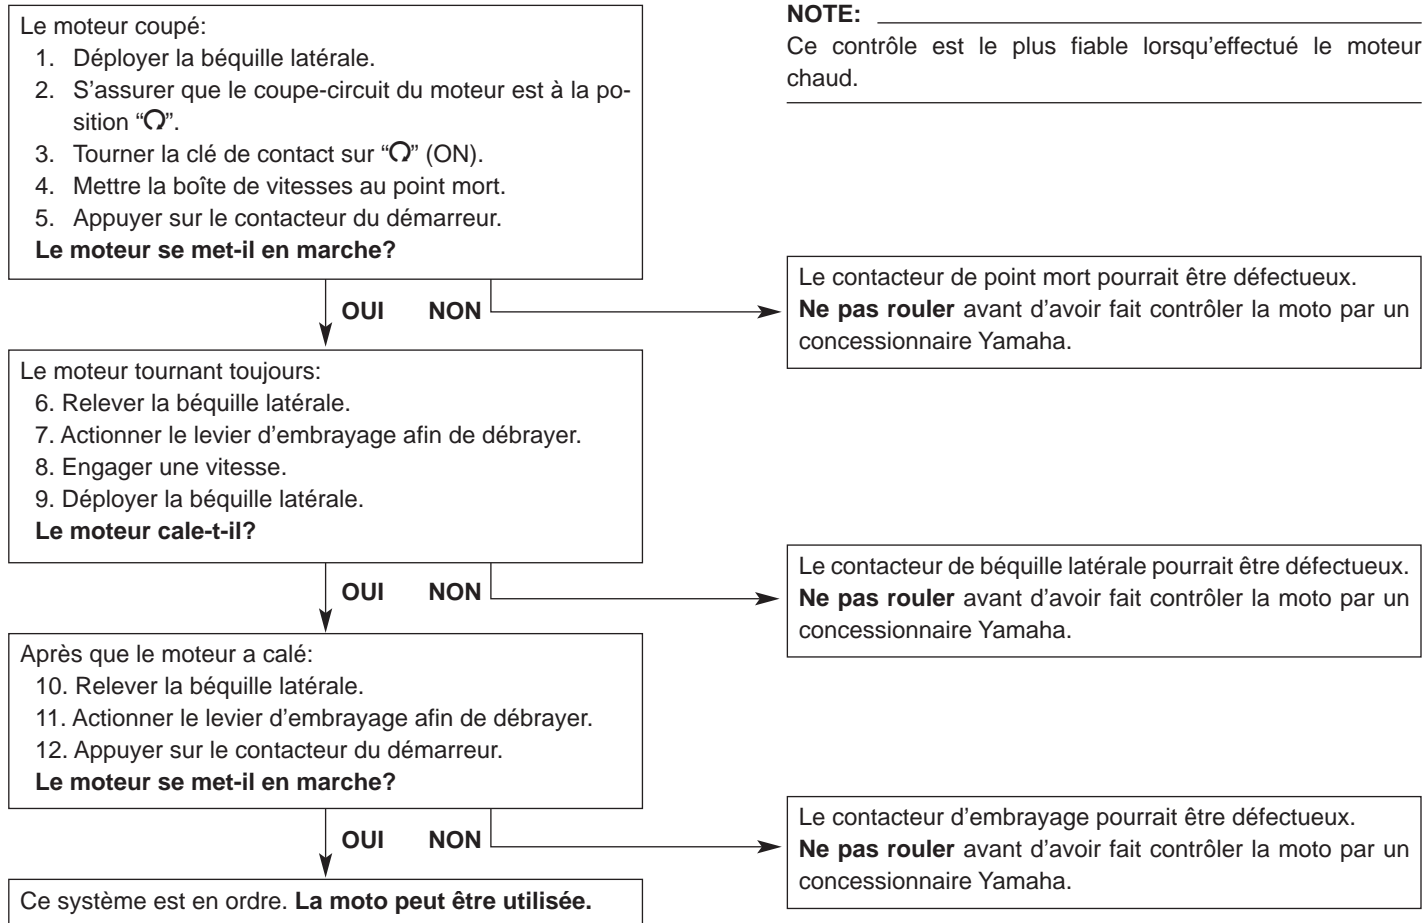 Le moteur coupé:
1. Déployer la béquille latérale.
2. S'assurer que le coupe-circuit du moteur est à la po-
sition “”.
3. Tourner la clé de contact sur “” (ON).
4. Mettre la boîte de vitesses au point mort.
5. Appuyer sur le contacteur du démarreur.
Le moteur se met-il en marche?
NOTE:
Ce contrôle est le plus fiable lorsqu'effectué le moteur
chaud.
OUI NON
Le contacteur de point mort pourrait être défectueux.
Ne pas rouler avant d'avoir fait contrôler la moto par un
concessionnaire Yamaha.
Le moteur tournant toujours:
6. Relever la béquille latérale.
7. Actionner le levier d'embrayage afin de débrayer.
8. Engager une vitesse.
9. Déployer la béquille latérale.
Le moteur cale-t-il?
OUI NON
Le contacteur de béquille latérale pourrait être défectueux.
Ne pas rouler avant d'avoir fait contrôler la moto par un
concessionnaire Yamaha.
Après que le moteur a calé:
10. Relever la béquille latérale.
11. Actionner le levier d'embrayage afin de débrayer.
12. Appuyer sur le contacteur du démarreur.
Le moteur se met-il en marche?
OUI NON
Le contacteur d'embrayage pourrait être défectueux.
Ne pas rouler avant d'avoir fait contrôler la moto par un
concessionnaire Yamaha.
Ce système est en ordre. La moto peut être utilisée.